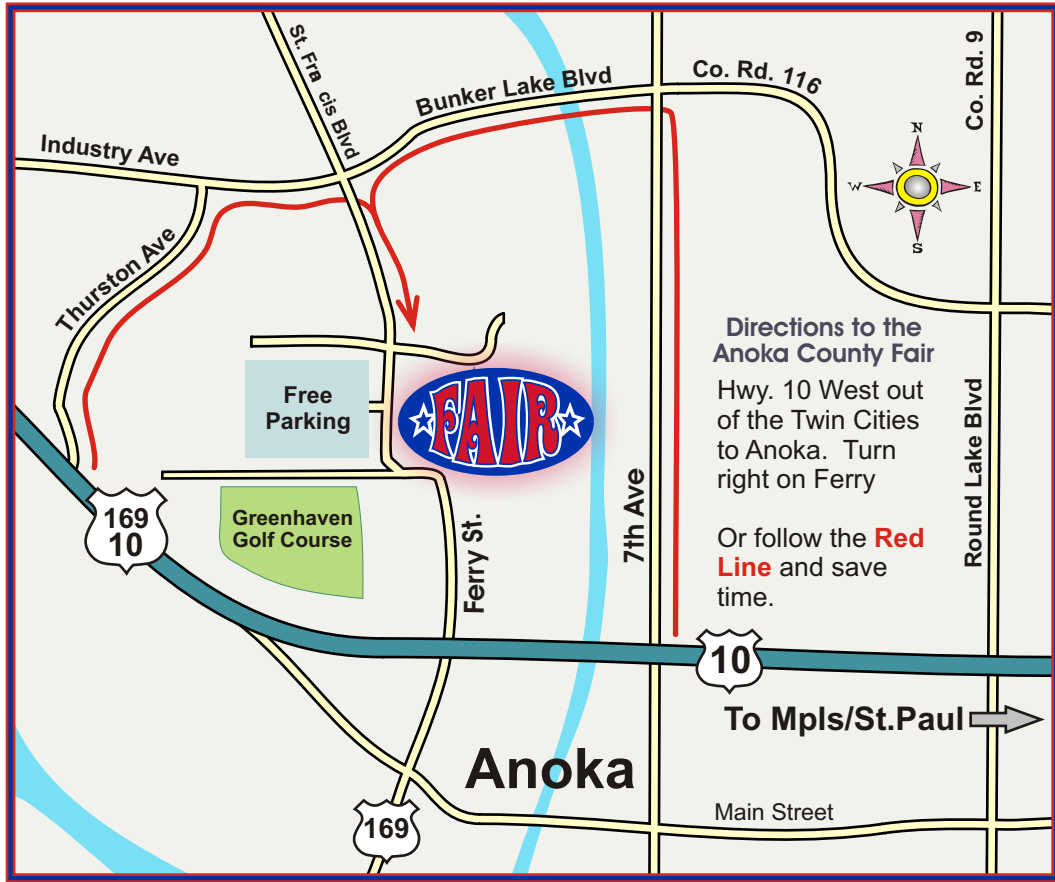 St. Fra cis Blvd
Bunker Lake Blvd
Co. Rd. 116
Co. Rd. 9
Industry Ave
Thurston Ave
N
W
E
S
Directions to the
Anoka County Fair
Hwy. 10 West out
of the Twin Cities
to Anoka. Turn
right on Ferry
Or follow the Red
Line and save
time.
Free
Parking
FAIR
Greenhaven
Golf Course
Ferry St.
7th Ave
Round Lake Blvd
169
10
10
To Mpls/St.Paul
Anoka
Main Street
169